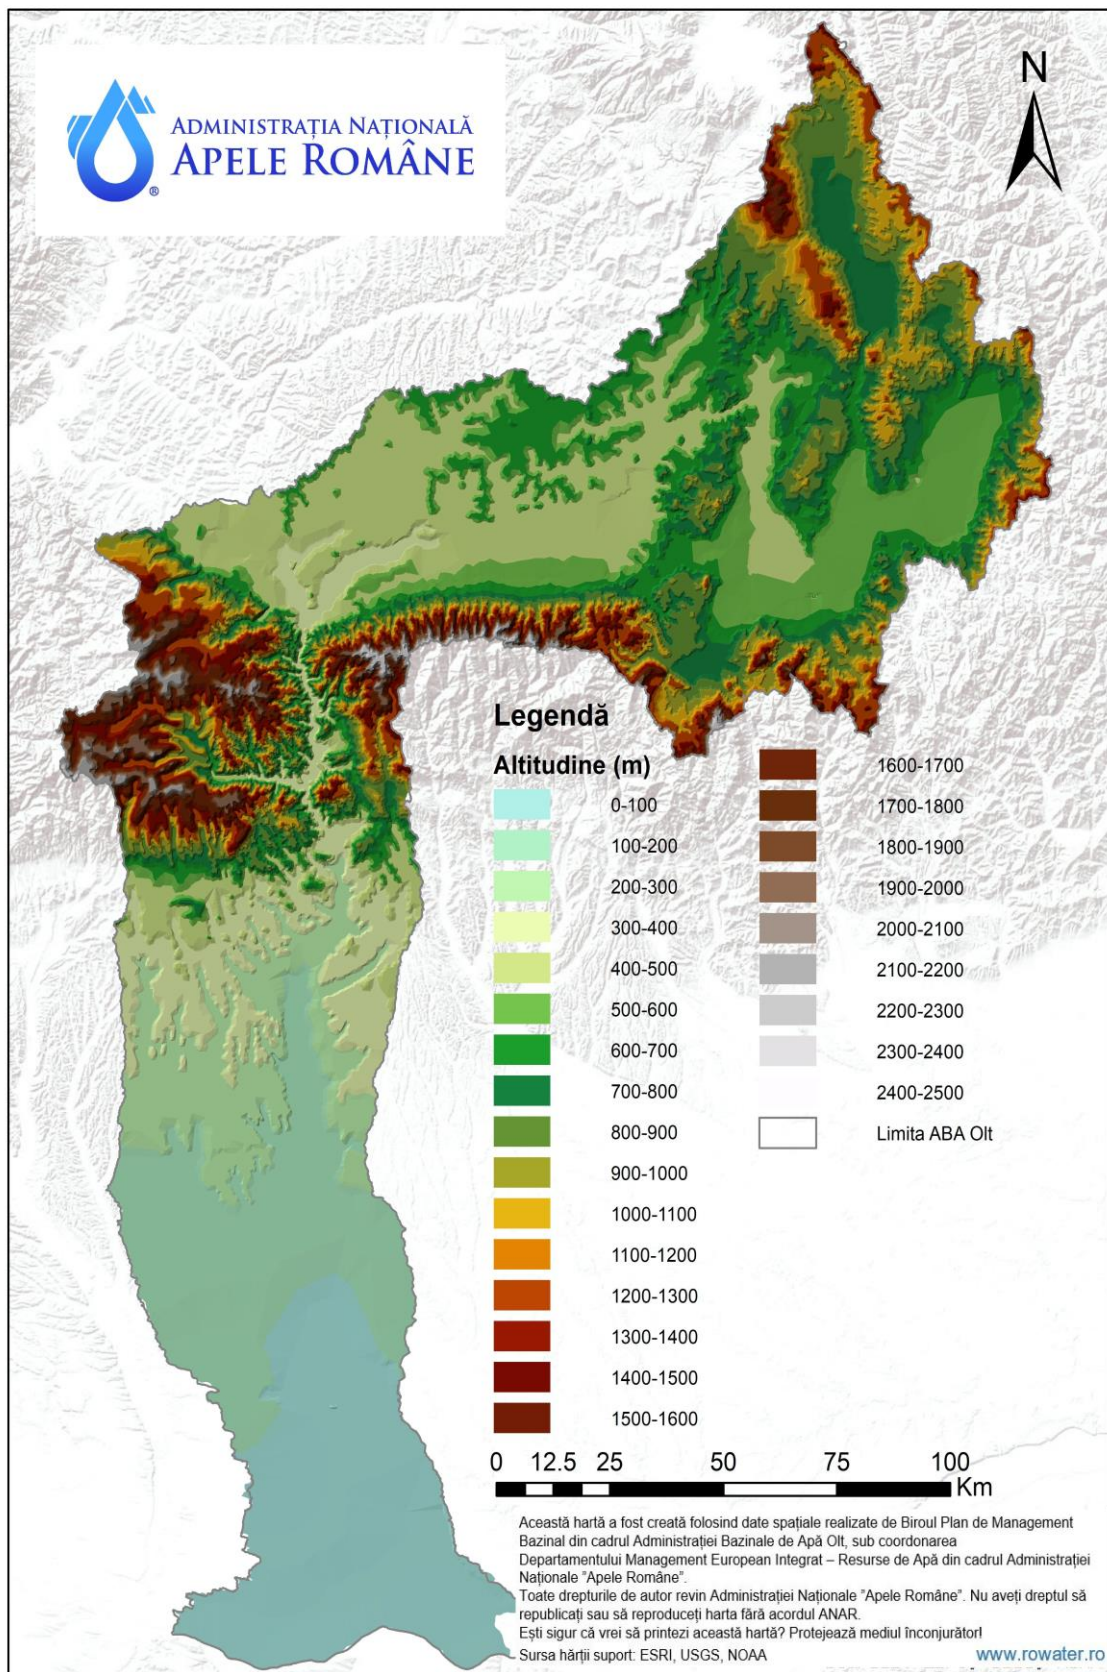 ADMINISTRAȚIA NAȚIONALĂ
APELE ROMÂNE
®
N
Legendă
Altitudine (m)
0-100
100-200
200-300
300-400
400-500
500-600
600-700
700-800
800-900
900-1000
1000-1100
1100-1200
1200-1300
1300-1400
1400-1500
1500-1600
1600-1700
1700-1800
1800-1900
1900-2000
2000-2100
2100-2200
2200-2300
2300-2400
2400-2500
Limita ABA Olt
0 12.5 25 50 75 100
Km
Această hartă a fost creată folosind date spațiale realizate de Biroul Plan de Management
Bazinal din cadrul Administrației Bazinale de Apă Olt, sub coordonarea
Departamentului Management European Integrat – Resurse de Apă din cadrul Administrației
Naționale "Apele Române".
Toate drepturile de autor revin Administrației Naționale "Apele Române". Nu aveți dreptul să
republicați sau să reproduceți harta fără acordul ANAR.
Ești sigur că vrei să printezi această hartă? Protejează mediul înconjurător!
Sursa hărții suport: ESRI, USGS, NOAA
www.rowater.ro